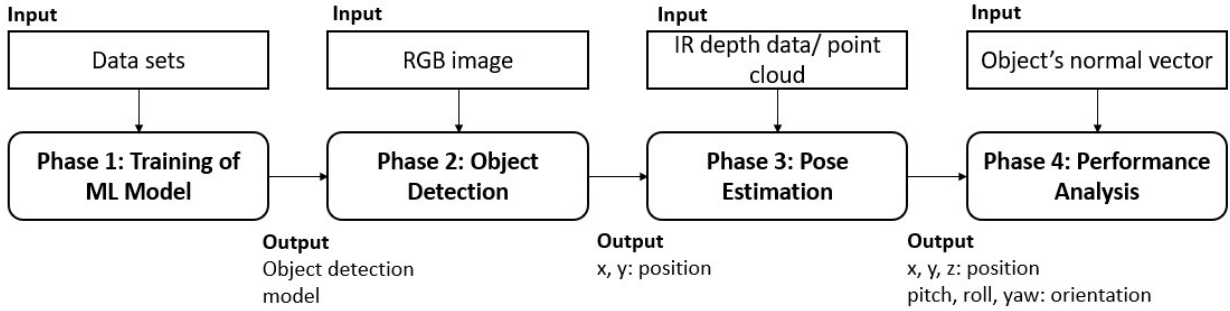 Input
Data sets
Phase 1: Training of
ML Model
Output
Object detection
model
Input
RGB image
Phase 2: Object
Detection
Output
x, y: position
Input
IR depth data/ point
cloud
Phase 3: Pose
Estimation
Output
x, y, z: position
pitch, roll, yaw: orientation
Input
Object's normal vector
Phase 4: Performance
Analysis